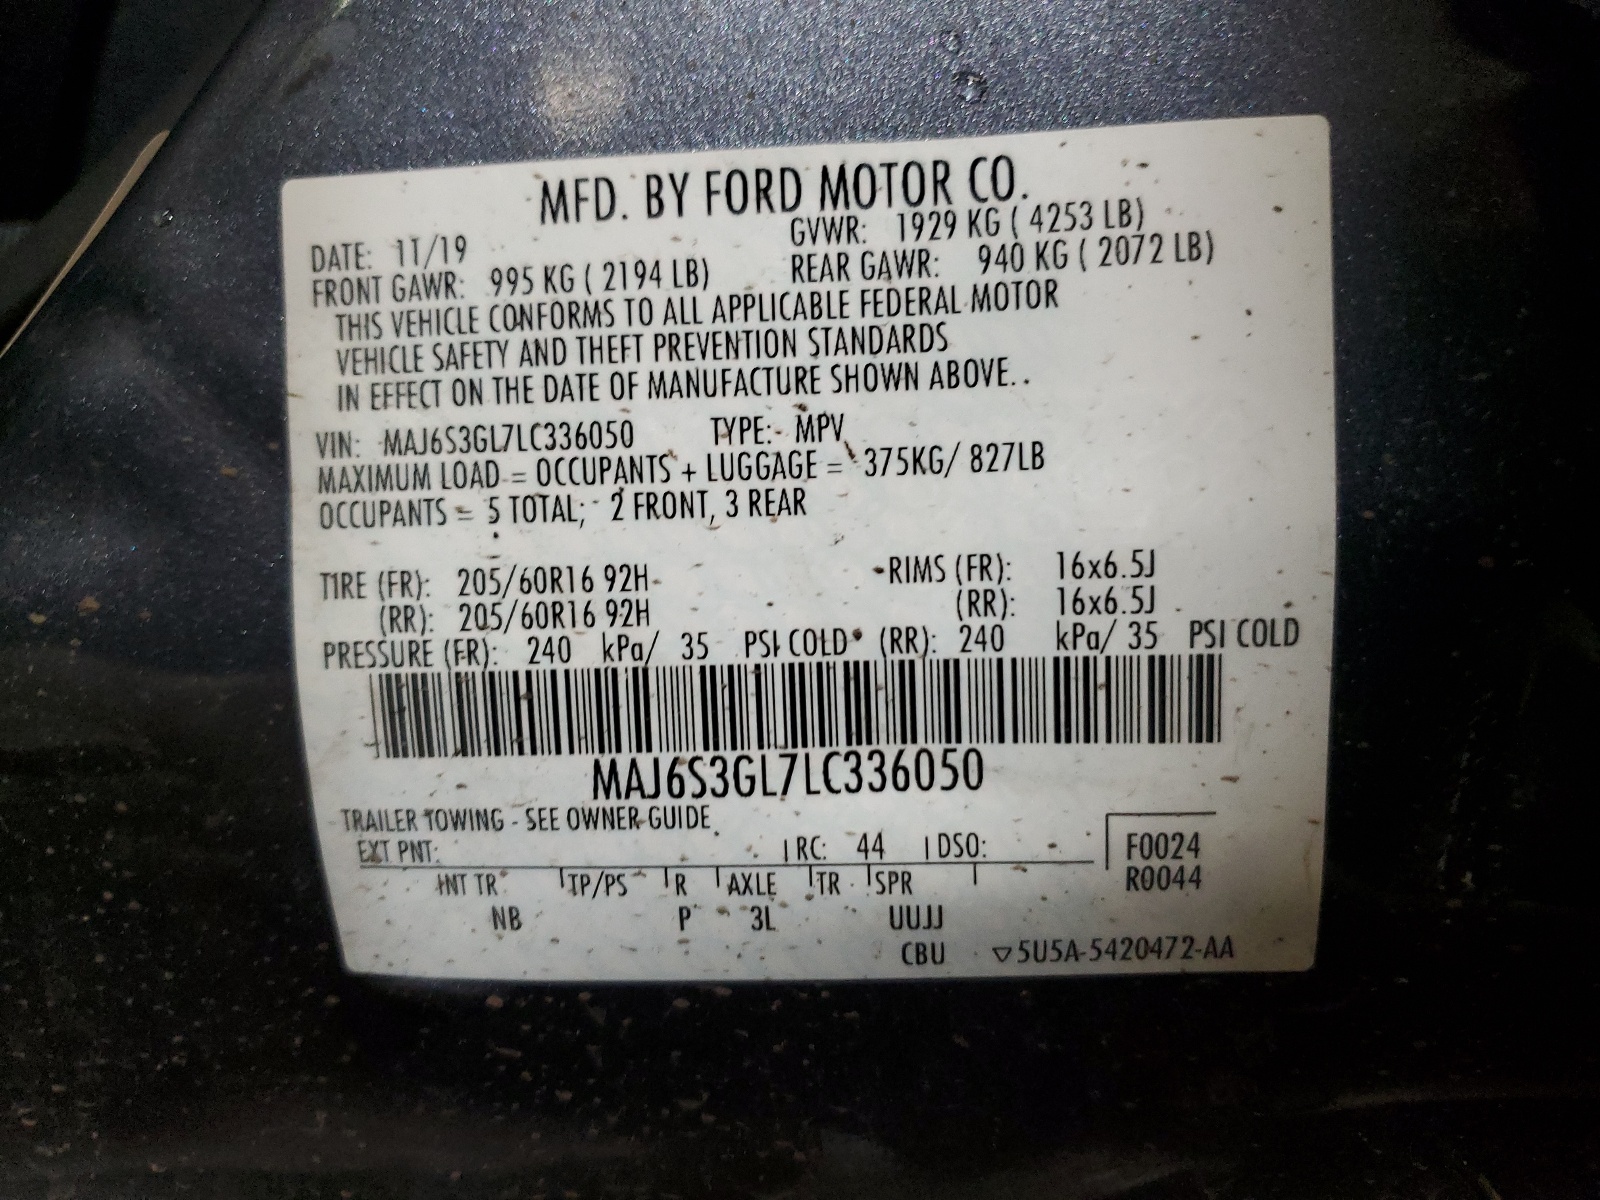 MFD. BY FORD MOTOR CO.
DATE: 11/19 GVWR: 1929 KG ( 4253 LB)
FRONT GAWR: 995 KG ( 2194 LB) REAR GAWR: 940 KG ( 2072 LB)
THIS VEHICLE CONFORMS TO ALL APPLICABLE FEDERAL MOTOR
VEHICLE SAFETY AND THEFT PREVENTION STANDARDS
IN EFFECT ON THE DATE OF MANUFACTURE SHOWN ABOVE..
VIN: MAJ6S3GL7LC336050 TYPE: MPV
MAXIMUM LOAD = OCCUPANTS + LUGGAGE = 375KG/ 827LB
OCCUPANTS = 5 TOTAL; 2 FRONT, 3 REAR
TIRE (FR): 205/60R16 92H RIMS (FR): 16x6.5J
(RR): 205/60R16 92H (RR): 16x6.5J
PRESSURE (FR): 240 kPa/ 35 PSI COLD (RR): 240 kPa/ 35 PSI COLD
MAJ6S3GL7LC336050
TRAILER TOWING - SEE OWNER GUIDE
EXT PNT: RC: 44 DSO: F0024
INT TR TP/PS R AXLE TR SPR R0044
NB P 3L UUJJ
CBU ▽5U5A-5420472-AA